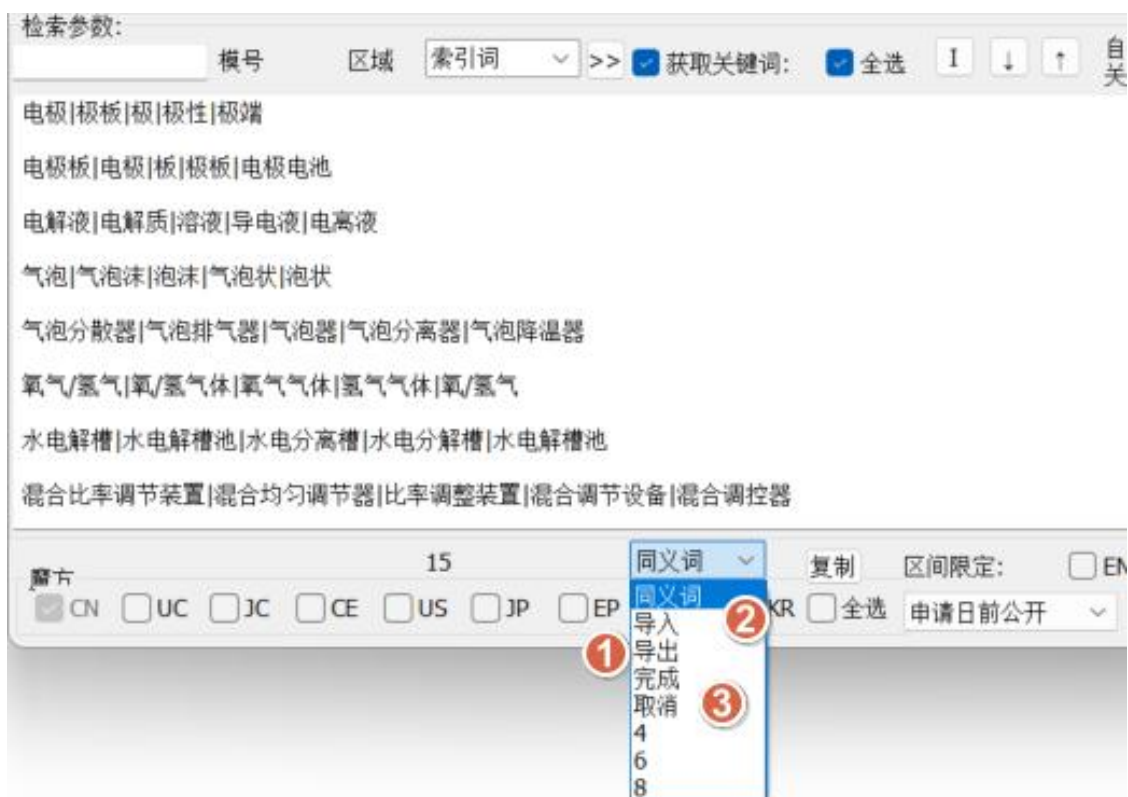 检索参数:
模号 区域 索引词 >> 获取关键词: 全选 I ↓ ↑ 自
关
电极|极板|极|极性|极端
电极板|电极|板|极板|电极电池
电解液|电解质|溶液|导电液|电离液
气泡|气泡沫|泡沫|气泡状|泡状
气泡分散器|气泡排气器|气泡器|气泡分离器|气泡降温器
氧气/氢气|氧/氢气体|氧气气体|氢气气体|氧/氢气
水电解槽|水电解槽池|水电分离槽|水电分解槽|水电解槽池
混合比率调节装置|混合均匀调节器|比率调整装置|混合调节设备|混合调控器
魔方 15 同义词 复制 区间限定: EN
CN UC JC CE US JP EP KR 全选 申请日前公开
同义词 2
导入
1 导出
完成
取消 3
4
6
8